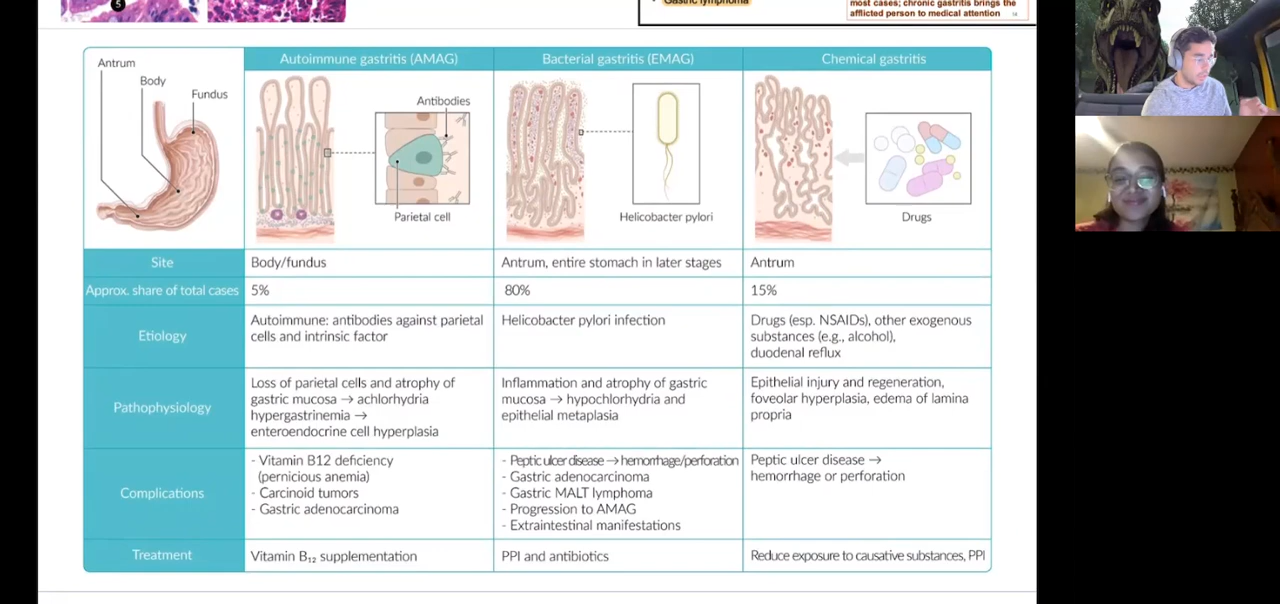 5
Gastric lymphoma
most cases; chronic gastritis brings the
afflicted person to medical attention
Antrum
Body
Fundus
Autoimmune gastritis (AMAG)
Antibodies
Parietal cell
Bacterial gastritis (EMAG)
Helicobacter pylori
Chemical gastritis
Drugs
Site
Body/fundus
Antrum, entire stomach in later stages
Antrum
Approx. share of total cases
5%
80%
15%
Etiology
Autoimmune: antibodies against parietal
cells and intrinsic factor
Helicobacter pylori infection
Drugs (esp. NSAIDs), other exogenous
substances (e.g., alcohol),
duodenal reflux
Pathophysiology
Loss of parietal cells and atrophy of
gastric mucosa → achlorhydria
hypergastrinemia →
enteroendocrine cell hyperplasia
Inflammation and atrophy of gastric
mucosa → hypochlorhydria and
epithelial metaplasia
Epithelial injury and regeneration,
foveolar hyperplasia, edema of lamina
propria
Complications
- Vitamin B12 deficiency
(pernicious anemia)
- Carcinoid tumors
- Gastric adenocarcinoma
- Peptic ulcer disease → hemorrhage/perforation
- Gastric adenocarcinoma
- Gastric MALT lymphoma
- Progression to AMAG
- Extraintestinal manifestations
Peptic ulcer disease →
hemorrhage or perforation
Treatment
Vitamin B₁₂ supplementation
PPI and antibiotics
Reduce exposure to causative substances, PPI